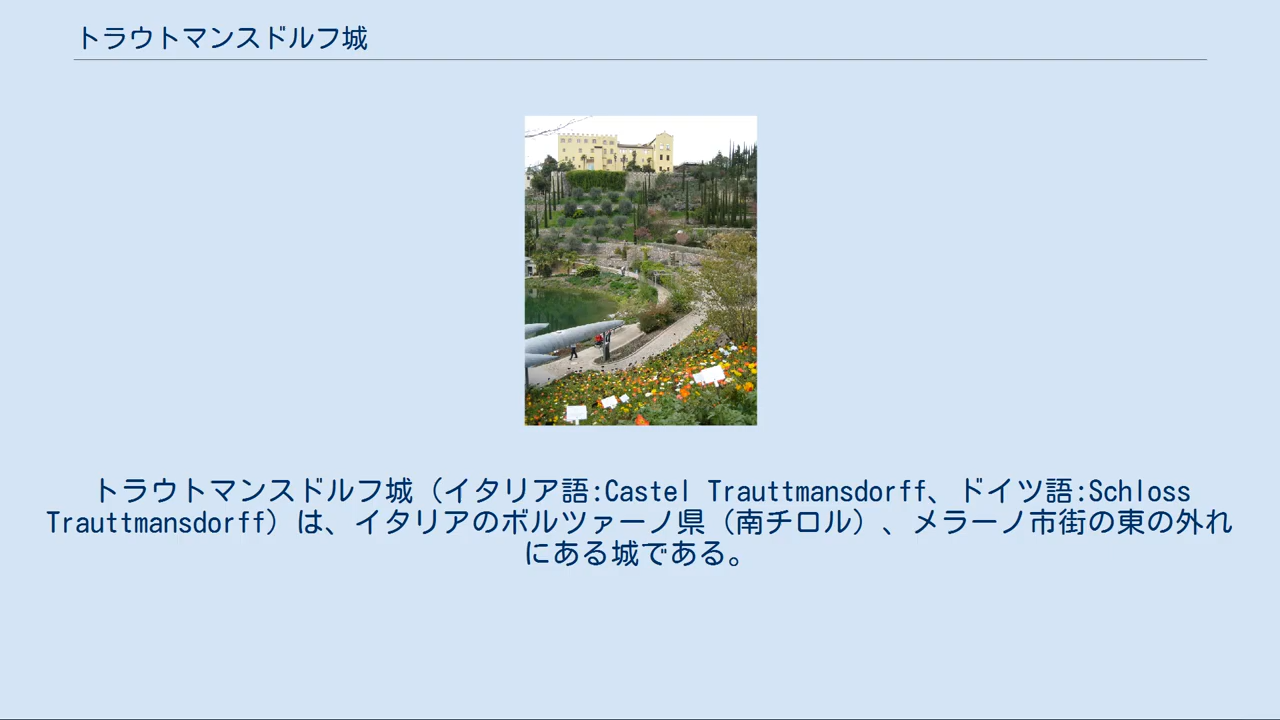 トラウトマンスドルフ城
トラウトマンスドルフ城（イタリア語:Castel Trauttmansdorff、ドイツ語:Schloss
Trauttmansdorff）は、イタリアのボルツァーノ県（南チロル）、メラーノ市街の東の外れ
にある城である。